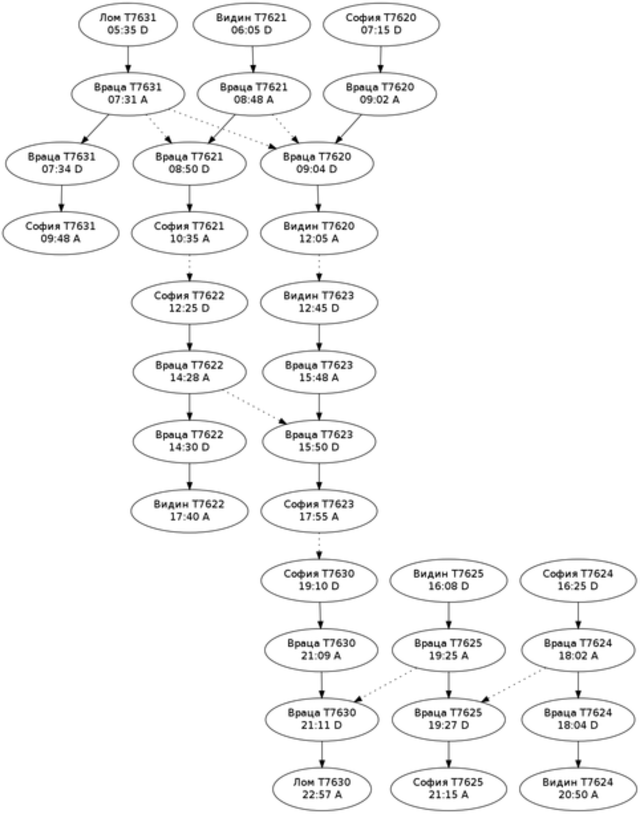 Лом T7631
05:35 D
Видин T7621
06:05 D
София T7620
07:15 D
Враца T7631
07:31 A
Враца T7621
08:48 A
Враца T7620
09:02 A
Враца T7631
07:34 D
Враца T7621
08:50 D
Враца T7620
09:04 D
София T7631
09:48 A
София T7621
10:35 A
Видин T7620
12:05 A
София T7622
12:25 D
Видин T7623
12:45 D
Враца T7622
14:28 A
Враца T7623
15:48 A
Враца T7622
14:30 D
Враца T7623
15:50 D
Видин T7622
17:40 A
София T7623
17:55 A
София T7630
19:10 D
Видин T7625
16:08 D
София T7624
16:25 D
Враца T7630
21:09 A
Враца T7625
19:25 A
Враца T7624
18:02 A
Враца T7630
21:11 D
Враца T7625
19:27 D
Враца T7624
18:04 D
Лом T7630
22:57 A
София T7625
21:15 A
Видин T7624
20:50 A